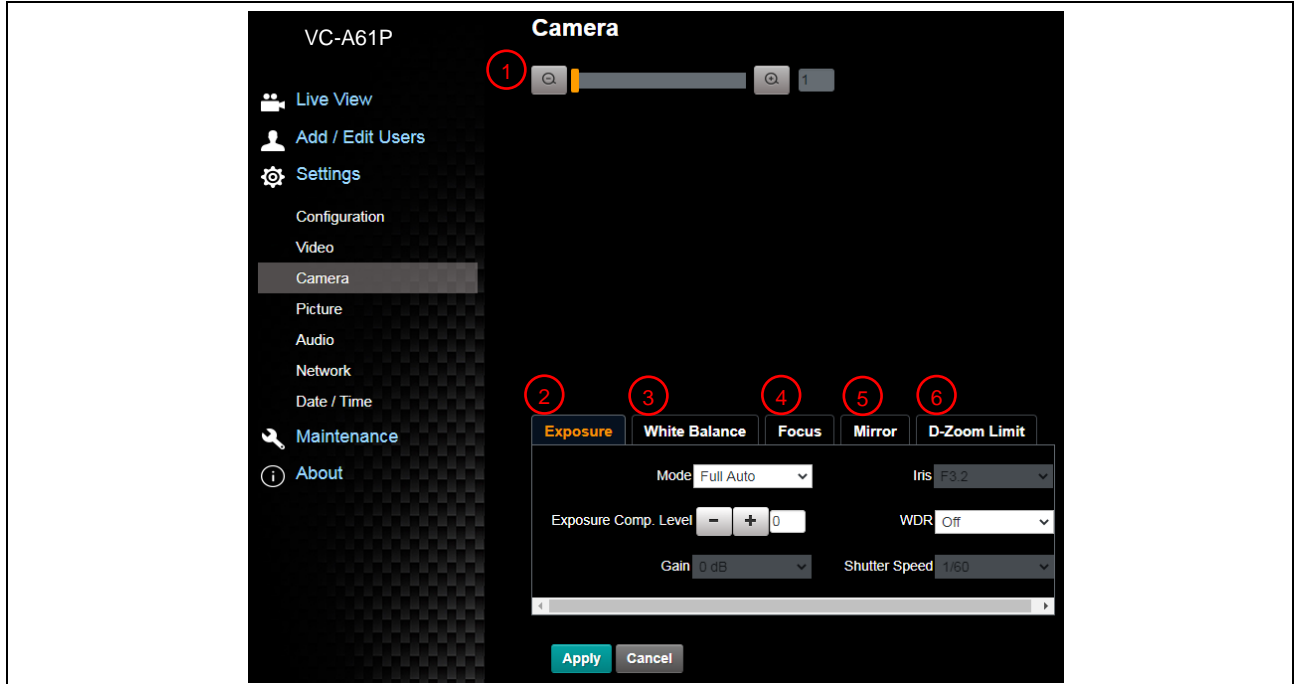 VC-A61P
Live View
Add / Edit Users
Settings
Configuration
Video
Camera
Picture
Audio
Network
Date / Time
Maintenance
About
Camera
1
1
2 3 4 5 6
Exposure White Balance Focus Mirror D-Zoom Limit
Mode Full Auto Iris F3.2
Exposure Comp. Level - + 0 WDR Off
Gain 0 dB Shutter Speed 1/60
Apply Cancel